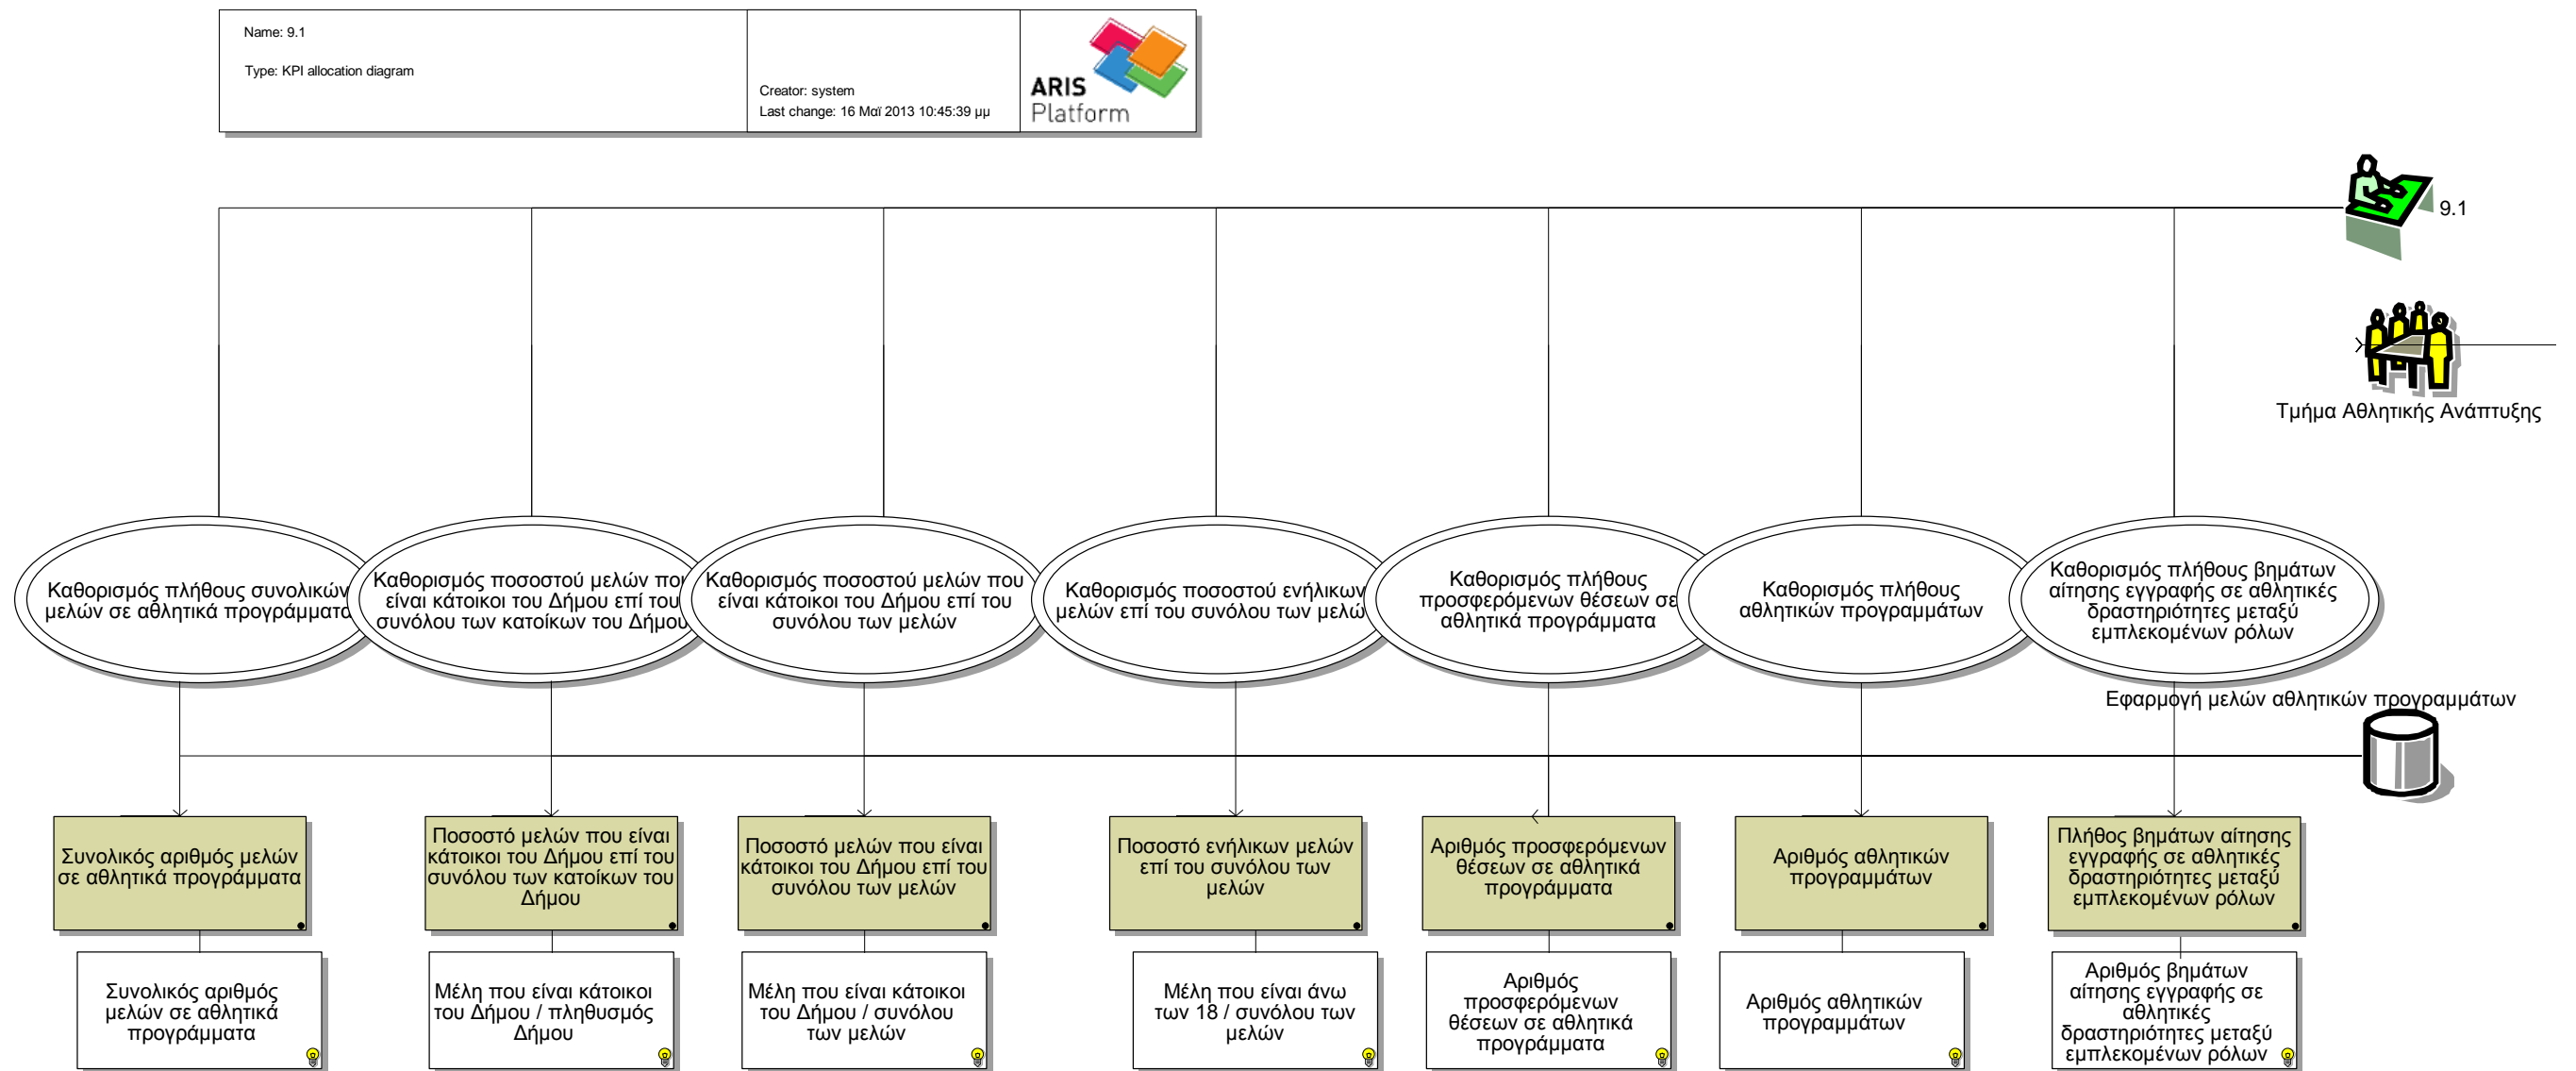 Name: 9.1
Type: KPI allocation diagram
Creator: system
Last change: 16 Μαϊ 2013 10:45:39 μμ
ARIS
Platform
9.1
Τμήμα Αθλητικής Ανάπτυξης
Καθορισμός πλήθους συνολικών
μελών σε αθλητικά προγράμματα
Καθορισμός ποσοστού μελών που
είναι κάτοικοι του Δήμου επί του
συνόλου των κατοίκων του Δήμου
Καθορισμός ποσοστού μελών που
είναι κάτοικοι του Δήμου επί του
συνόλου των μελών
Καθορισμός ποσοστού ενήλικων
μελών επί του συνόλου των μελών
Καθορισμός πλήθους
προσφερόμενων θέσεων σε
αθλητικά προγράμματα
Καθορισμός πλήθους
αθλητικών προγραμμάτων
Καθορισμός πλήθους βημάτων
αίτησης εγγραφής σε αθλητικές
δραστηριότητες μεταξύ
εμπλεκομένων ρόλων
Εφαρμογή μελών αθλητικών προγραμμάτων
Συνολικός αριθμός μελών
σε αθλητικά προγράμματα
Ποσοστό μελών που είναι
κάτοικοι του Δήμου επί του
συνόλου των κατοίκων του
Δήμου
Ποσοστό μελών που είναι
κάτοικοι του Δήμου επί του
συνόλου των μελών
Ποσοστό ενήλικων μελών
επί του συνόλου των
μελών
Αριθμός προσφερόμενων
θέσεων σε αθλητικά
προγράμματα
Αριθμός αθλητικών
προγραμμάτων
Πλήθος βημάτων αίτησης
εγγραφής σε αθλητικές
δραστηριότητες μεταξύ
εμπλεκομένων ρόλων
Συνολικός αριθμός
μελών σε αθλητικά
προγράμματα
Μέλη που είναι κάτοικοι
του Δήμου / πληθυσμός
Δήμου
Μέλη που είναι κάτοικοι
του Δήμου / συνόλου
των μελών
Μέλη που είναι άνω
των 18 / συνόλου των
μελών
Αριθμός
προσφερόμενων
θέσεων σε αθλητικά
προγράμματα
Αριθμός αθλητικών
προγραμμάτων
Αριθμός βημάτων
αίτησης εγγραφής σε
αθλητικές
δραστηριότητες μεταξύ
εμπλεκομένων ρόλων